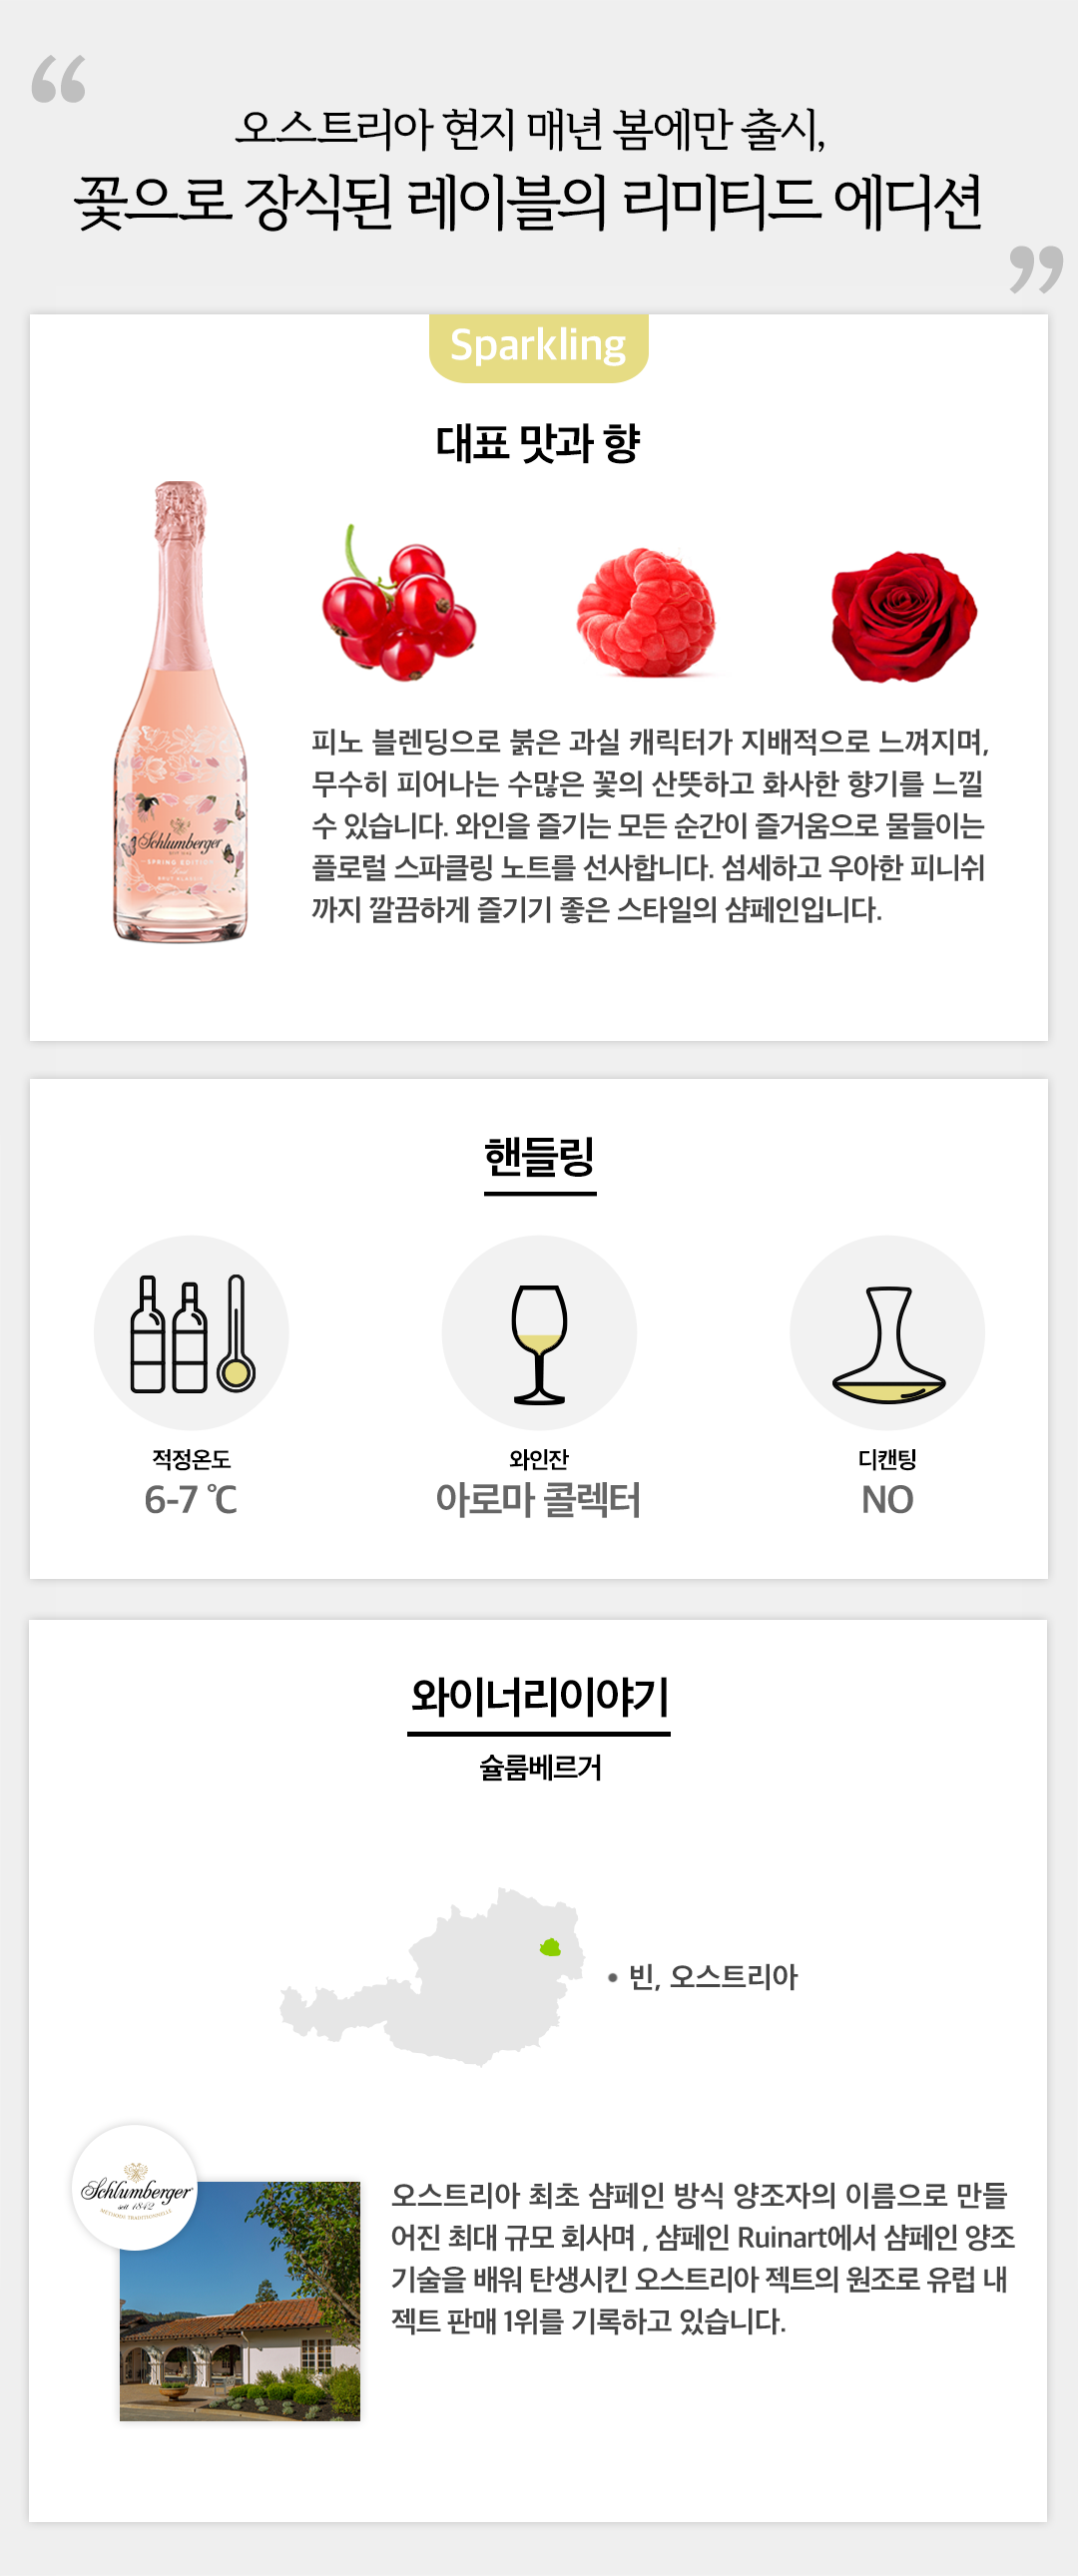 “
오스트리아 현지 매년 봄에만 출시,
꽃으로 장식된 레이블의 리미티드 에디션
”
Sparkling
대표 맛과 향
Schlumberger
SPRING EDITION
Rosé
BRUT KLASSIK
피노 블렌딩으로 붉은 과실 캐릭터가 지배적으로 느껴지며,
무수히 피어나는 수많은 꽃의 산뜻하고 화사한 향기를 느낄
수 있습니다. 와인을 즐기는 모든 순간이 즐거움으로 물들이는
플로럴 스파클링 노트를 선사합니다. 섬세하고 우아한 피니쉬
까지 깔끔하게 즐기기 좋은 스타일의 샴페인입니다.
핸들링
적정온도
6-7 ℃
와인잔
아로마 콜렉터
디캔팅
NO
와이너리이야기
슐룸베르거
• 빈, 오스트리아
Schlumberger
seit 1842
METHODE TRADITIONNELLE
오스트리아 최초 샴페인 방식 양조자의 이름으로 만들
어진 최대 규모 회사며 , 샴페인 Ruinart에서 샴페인 양조
기술을 배워 탄생시킨 오스트리아 젝트의 원조로 유럽 내
젝트 판매 1위를 기록하고 있습니다.